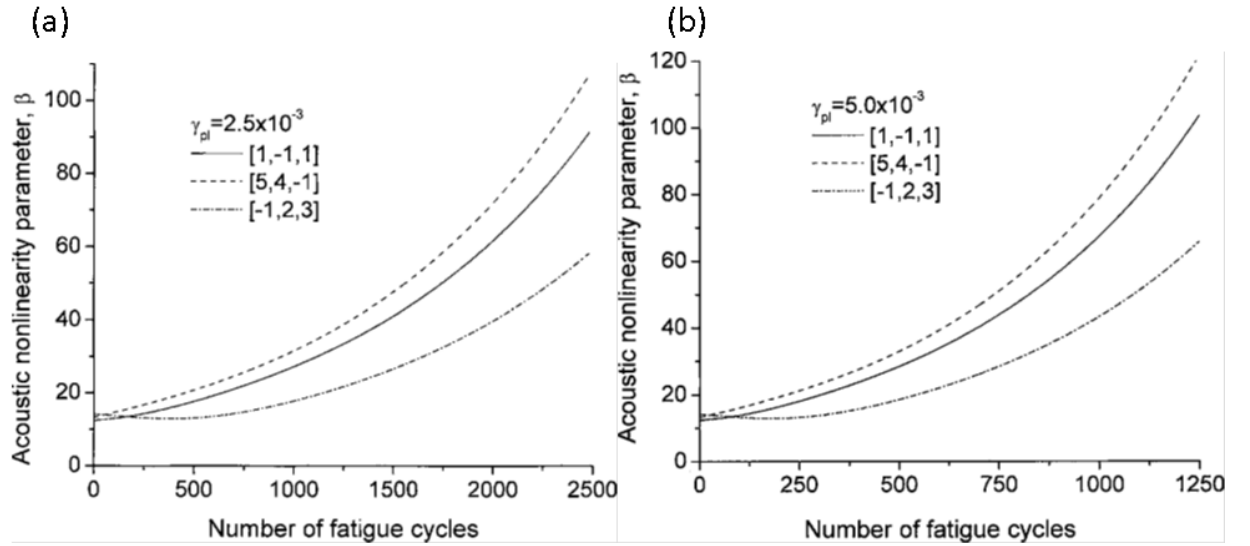 (a)
Acoustic nonlinearity parameter, β
100
80
60
40
20
0
γpl=2.5x10-3
[1,-1,1]
[5,4,-1]
[-1,2,3]
0 500 1000 1500 2000 2500
Number of fatigue cycles
(b)
Acoustic nonlinearity parameter, β
120
100
80
60
40
20
0
γpl=5.0x10-3
[1,-1,1]
[5,4,-1]
[-1,2,3]
0 250 500 750 1000 1250
Number of fatigue cycles